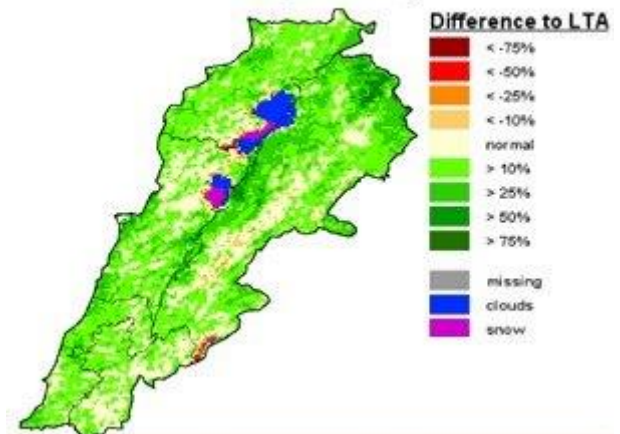 Difference to LTA
< -75%
< -50%
< -25%
< -10%
normal
> 10%
> 25%
> 50%
> 75%
missing
clouds
snow